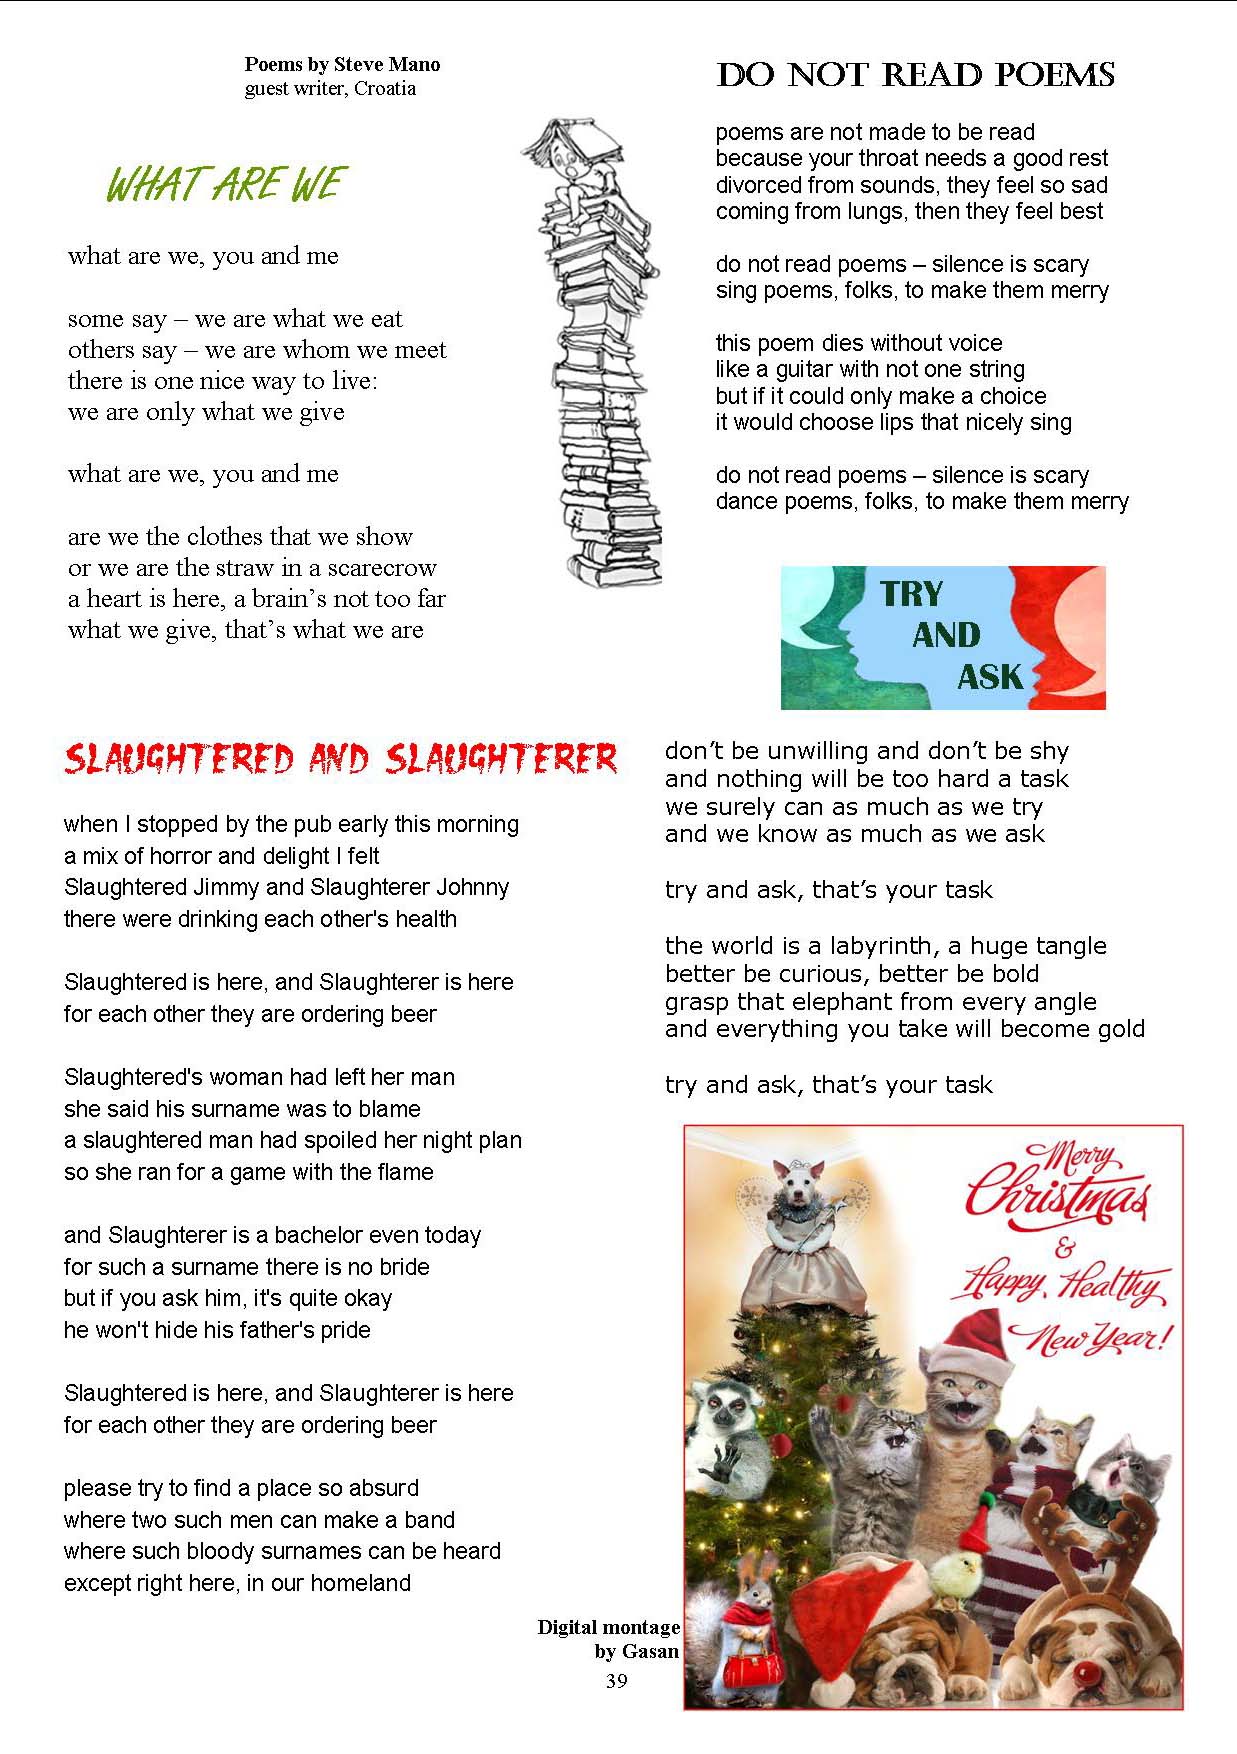 Poems by Steve Mano
guest writer, Croatia
WHAT ARE WE
what are we, you and me
some say – we are what we eat
others say – we are whom we meet
there is one nice way to live:
we are only what we give
what are we, you and me
are we the clothes that we show
or we are the straw in a scarecrow
a heart is here, a brain’s not too far
what we give, that’s what we are
DO NOT READ POEMS
poems are not made to be read
because your throat needs a good rest
divorced from sounds, they feel so sad
coming from lungs, then they feel best
do not read poems – silence is scary
sing poems, folks, to make them merry
this poem dies without voice
like a guitar with not one string
but if it could only make a choice
it would choose lips that nicely sing
do not read poems – silence is scary
dance poems, folks, to make them merry
SLAUGHTERED AND SLAUGHTERER
when I stopped by the pub early this morning
a mix of horror and delight I felt
Slaughtered Jimmy and Slaughterer Johnny
there were drinking each other's health
Slaughtered is here, and Slaughterer is here
for each other they are ordering beer
Slaughtered's woman had left her man
she said his surname was to blame
a slaughtered man had spoiled her night plan
so she ran for a game with the flame
and Slaughterer is a bachelor even today
for such a surname there is no bride
but if you ask him, it's quite okay
he won't hide his father's pride
Slaughtered is here, and Slaughterer is here
for each other they are ordering beer
please try to find a place so absurd
where two such men can make a band
where such bloody surnames can be heard
except right here, in our homeland
TRY
AND
ASK
don’t be unwilling and don’t be shy
and nothing will be too hard a task
we surely can as much as we try
and we know as much as we ask
try and ask, that’s your task
the world is a labyrinth, a huge tangle
better be curious, better be bold
grasp that elephant from every angle
and everything you take will become gold
try and ask, that’s your task
Merry
Christmas
&
Happy, Healthy
New Year!
Digital montage
by Gasan
39